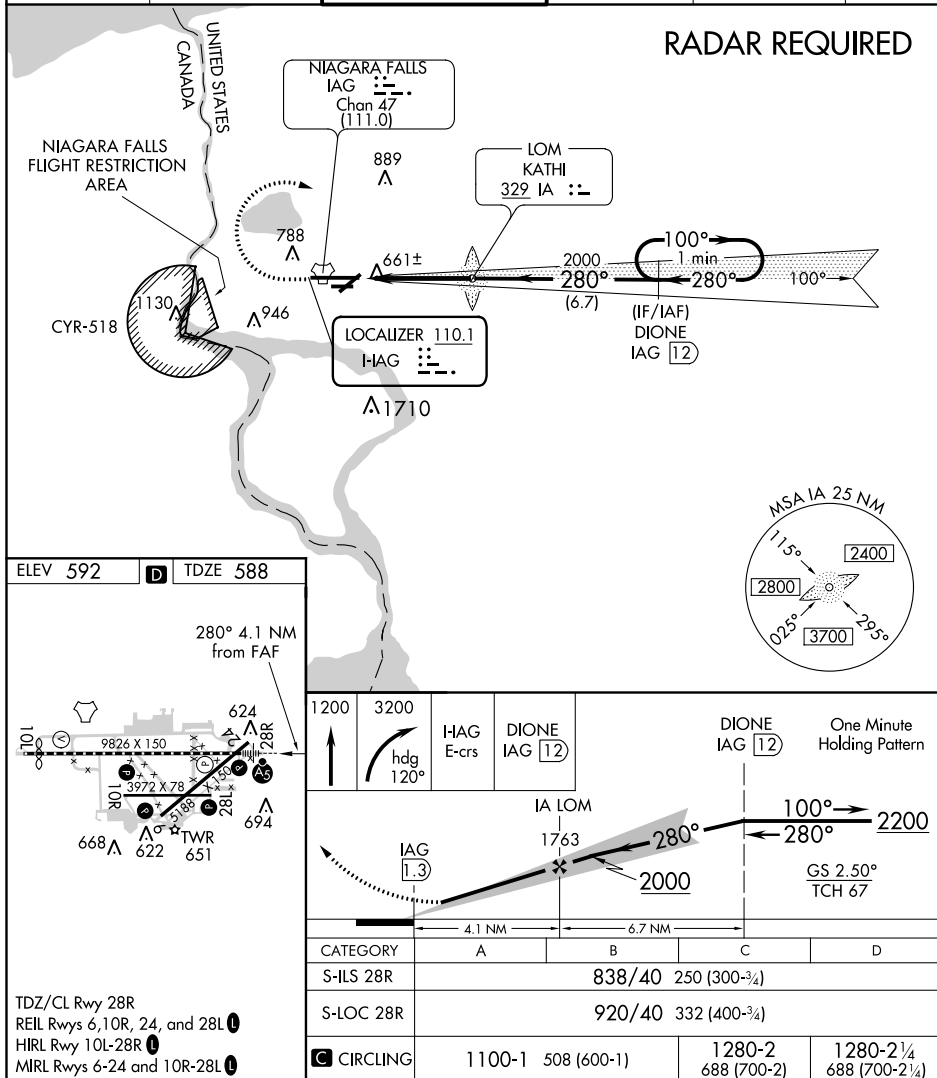 RADAR REQUIRED
UNITED STATES
CANADA
NIAGARA FALLS
IAG
Chan 47
(111.0)
NIAGARA FALLS
FLIGHT RESTRICTION
AREA
889
LOM
KATHI
329 IA
788
661±
2000
280°
(6.7)
100°
1 min
280°
100°
(IF/IAF)
DIONE
IAG 12
1130
CYR-518
946
LOCALIZER 110.1
I-IAG
1710
MSA IA 25 NM
115°
2400
2800
025°
3700
295°
ELEV 592
D
TDZE 588
280° 4.1 NM
from FAF
624
10L
V
24
28R
9826 X 150
P
P
A5
P
3972 X 78
5188 X 150
10R
28L
P
P
6
694
668
622
TWR
651
TDZ/CL Rwy 28R
REIL Rwys 6,10R, 24, and 28L L
HIRL Rwy 10L-28R L
MIRL Rwys 6-24 and 10R-28L L
1200
3200
hdg
120°
I-IAG
E-crs
DIONE
IAG 12
DIONE
IAG 12
One Minute
Holding Pattern
IA LOM
1763
IAG
1.3
280°
2000
100°
280°
2200
GS 2.50°
TCH 67
4.1 NM
6.7 NM
CATEGORY A B C D
S-ILS 28R 838/40 250 (300-¾)
S-LOC 28R 920/40 332 (400-¾)
C CIRCLING 1100-1 508 (600-1) 1280-2 688 (700-2) 1280-2¼ 688 (700-2¼)